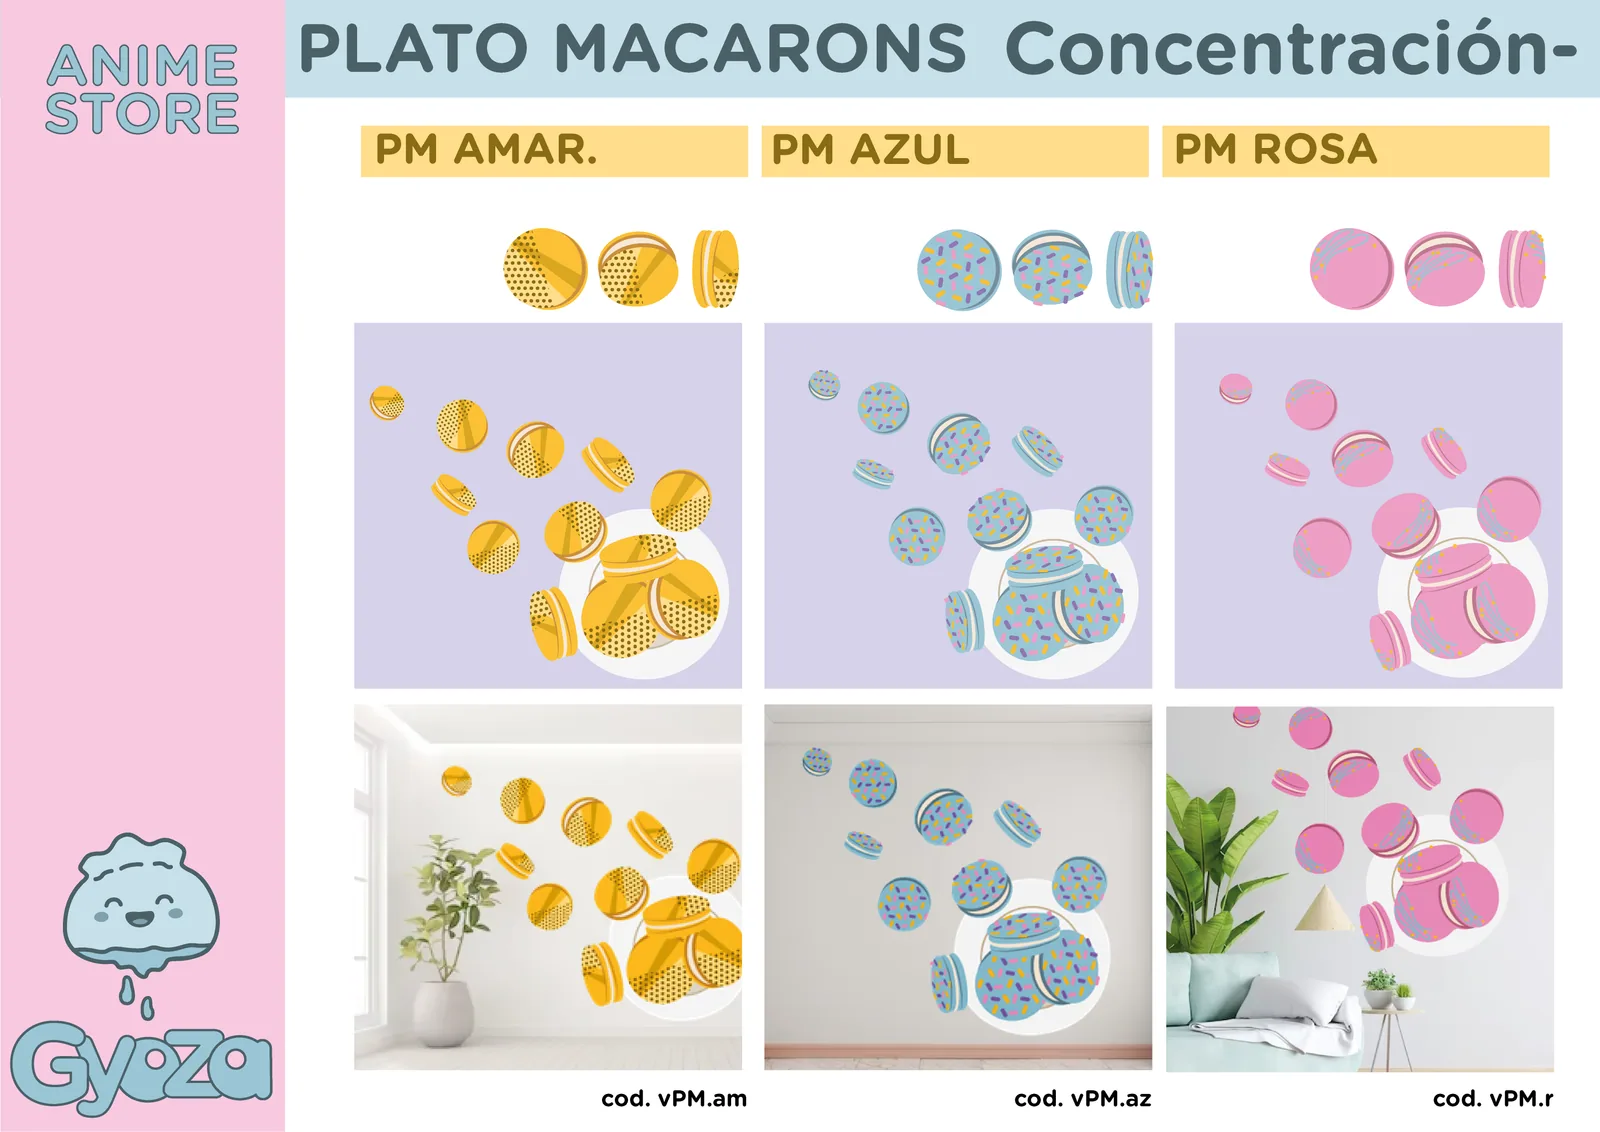 ANIME
STORE
PLATO MACARONS Concentración-
PM AMAR.
PM AZUL
PM ROSA
cod. vPM.am
cod. vPM.az
cod. vPM.r
Gyoza